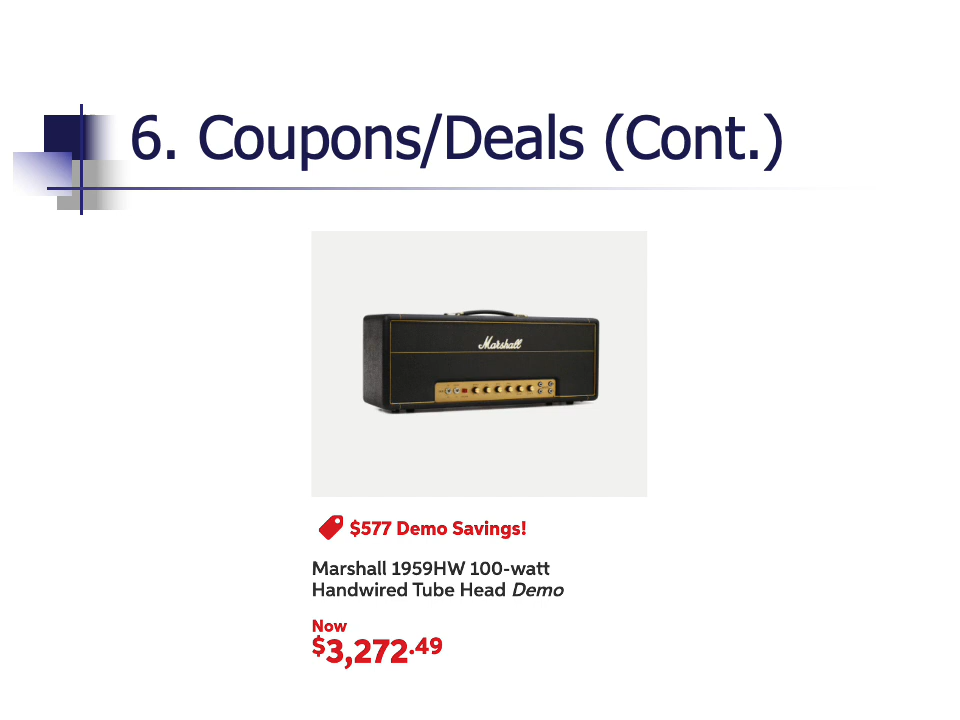 6. Coupons/Deals (Cont.)
Marshall
$577 Demo Savings!
Marshall 1959HW 100-watt
Handwired Tube Head Demo
Now
$3,272.49